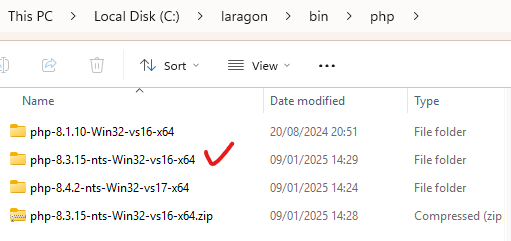 This PC > Local Disk (C:) > laragon > bin > php >
Sort View ...
Name Date modified Type
php-8.1.10-Win32-vs16-x64 20/08/2024 20:51 File folder
php-8.3.15-nts-Win32-vs16-x64 09/01/2025 14:29 File folder
php-8.4.2-nts-Win32-vs17-x64 09/01/2025 14:24 File folder
php-8.3.15-nts-Win32-vs16-x64.zip 09/01/2025 14:28 Compressed (zip